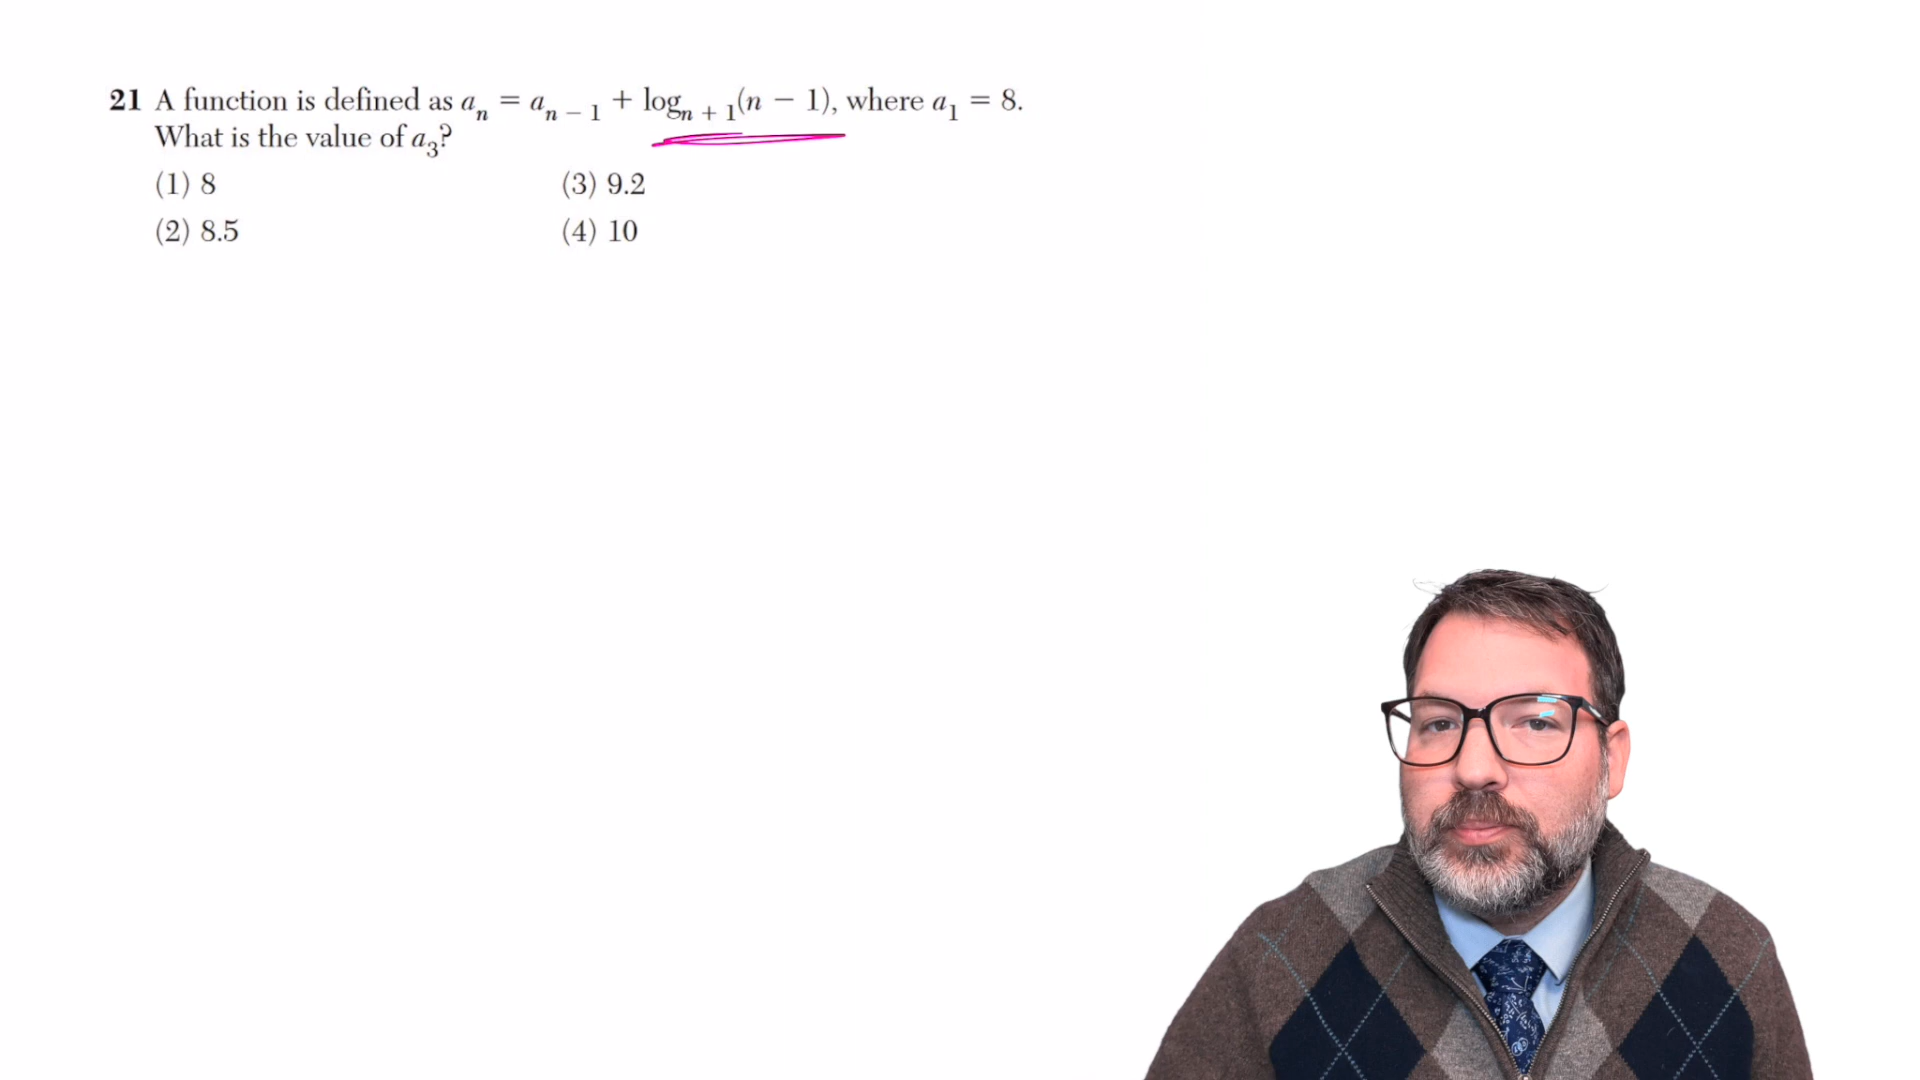 21 A function is defined as aₙ = aₙ ₋ ₁ + logₙ ₊ ₁(n − 1), where a₁ = 8.
What is the value of a₃?
(1) 8 (3) 9.2
(2) 8.5 (4) 10